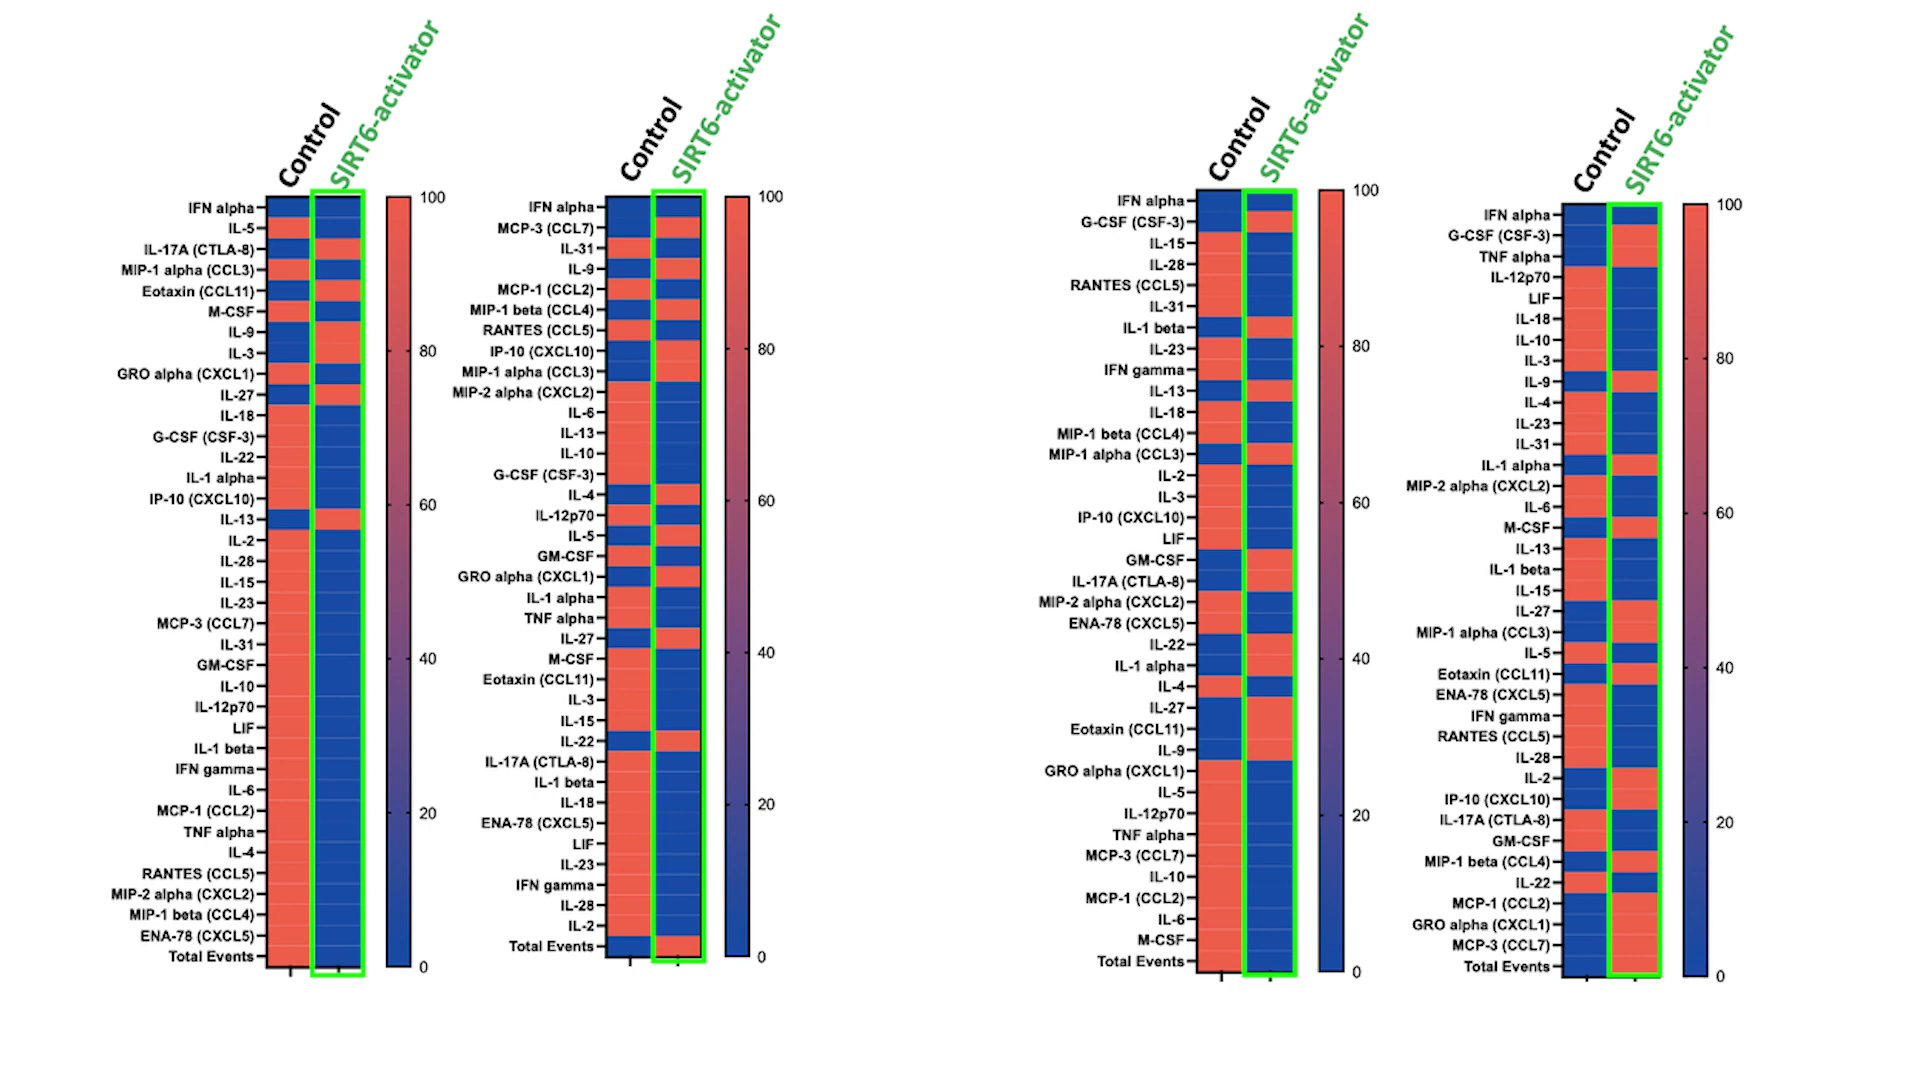 Control
SIRT6-activator
IFN alpha
IL-5
IL-17A (CTLA-8)
MIP-1 alpha (CCL3)
Eotaxin (CCL11)
M-CSF
IL-9
IL-3
GRO alpha (CXCL1)
IL-27
IL-18
G-CSF (CSF-3)
IL-22
IL-1 alpha
IP-10 (CXCL10)
IL-13
IL-2
IL-28
IL-15
IL-23
MCP-3 (CCL7)
IL-31
GM-CSF
IL-10
IL-12p70
LIF
IL-1 beta
IFN gamma
IL-6
MCP-1 (CCL2)
TNF alpha
IL-4
RANTES (CCL5)
MIP-2 alpha (CXCL2)
MIP-1 beta (CCL4)
ENA-78 (CXCL5)
Total Events
100
80
60
40
20
0
Control
SIRT6-activator
IFN alpha
MCP-3 (CCL7)
IL-31
IL-9
MCP-1 (CCL2)
MIP-1 beta (CCL4)
RANTES (CCL5)
IP-10 (CXCL10)
MIP-1 alpha (CCL3)
MIP-2 alpha (CXCL2)
IL-6
IL-13
IL-10
G-CSF (CSF-3)
IL-4
IL-12p70
IL-5
GM-CSF
GRO alpha (CXCL1)
IL-1 alpha
TNF alpha
IL-27
M-CSF
Eotaxin (CCL11)
IL-3
IL-15
IL-22
IL-17A (CTLA-8)
IL-1 beta
IL-18
ENA-78 (CXCL5)
LIF
IL-23
IFN gamma
IL-28
IL-2
Total Events
100
80
60
40
20
0
Control
SIRT6-activator
IFN alpha
G-CSF (CSF-3)
IL-15
IL-28
RANTES (CCL5)
IL-31
IL-1 beta
IL-23
IFN gamma
IL-13
IL-18
MIP-1 beta (CCL4)
MIP-1 alpha (CCL3)
IL-2
IL-3
IP-10 (CXCL10)
LIF
GM-CSF
IL-17A (CTLA-8)
MIP-2 alpha (CXCL2)
ENA-78 (CXCL5)
IL-22
IL-1 alpha
IL-4
IL-27
Eotaxin (CCL11)
IL-9
GRO alpha (CXCL1)
IL-5
IL-12p70
TNF alpha
MCP-3 (CCL7)
IL-10
MCP-1 (CCL2)
IL-6
M-CSF
Total Events
100
80
60
40
20
0
Control
SIRT6-activator
IFN alpha
G-CSF (CSF-3)
TNF alpha
IL-12p70
LIF
IL-18
IL-10
IL-3
IL-9
IL-4
IL-23
IL-31
IL-1 alpha
MIP-2 alpha (CXCL2)
IL-6
M-CSF
IL-13
IL-1 beta
IL-15
IL-27
MIP-1 alpha (CCL3)
IL-5
Eotaxin (CCL11)
ENA-78 (CXCL5)
IFN gamma
RANTES (CCL5)
IL-28
IL-2
IP-10 (CXCL10)
IL-17A (CTLA-8)
GM-CSF
MIP-1 beta (CCL4)
IL-22
MCP-1 (CCL2)
GRO alpha (CXCL1)
MCP-3 (CCL7)
Total Events
100
80
60
40
20
0